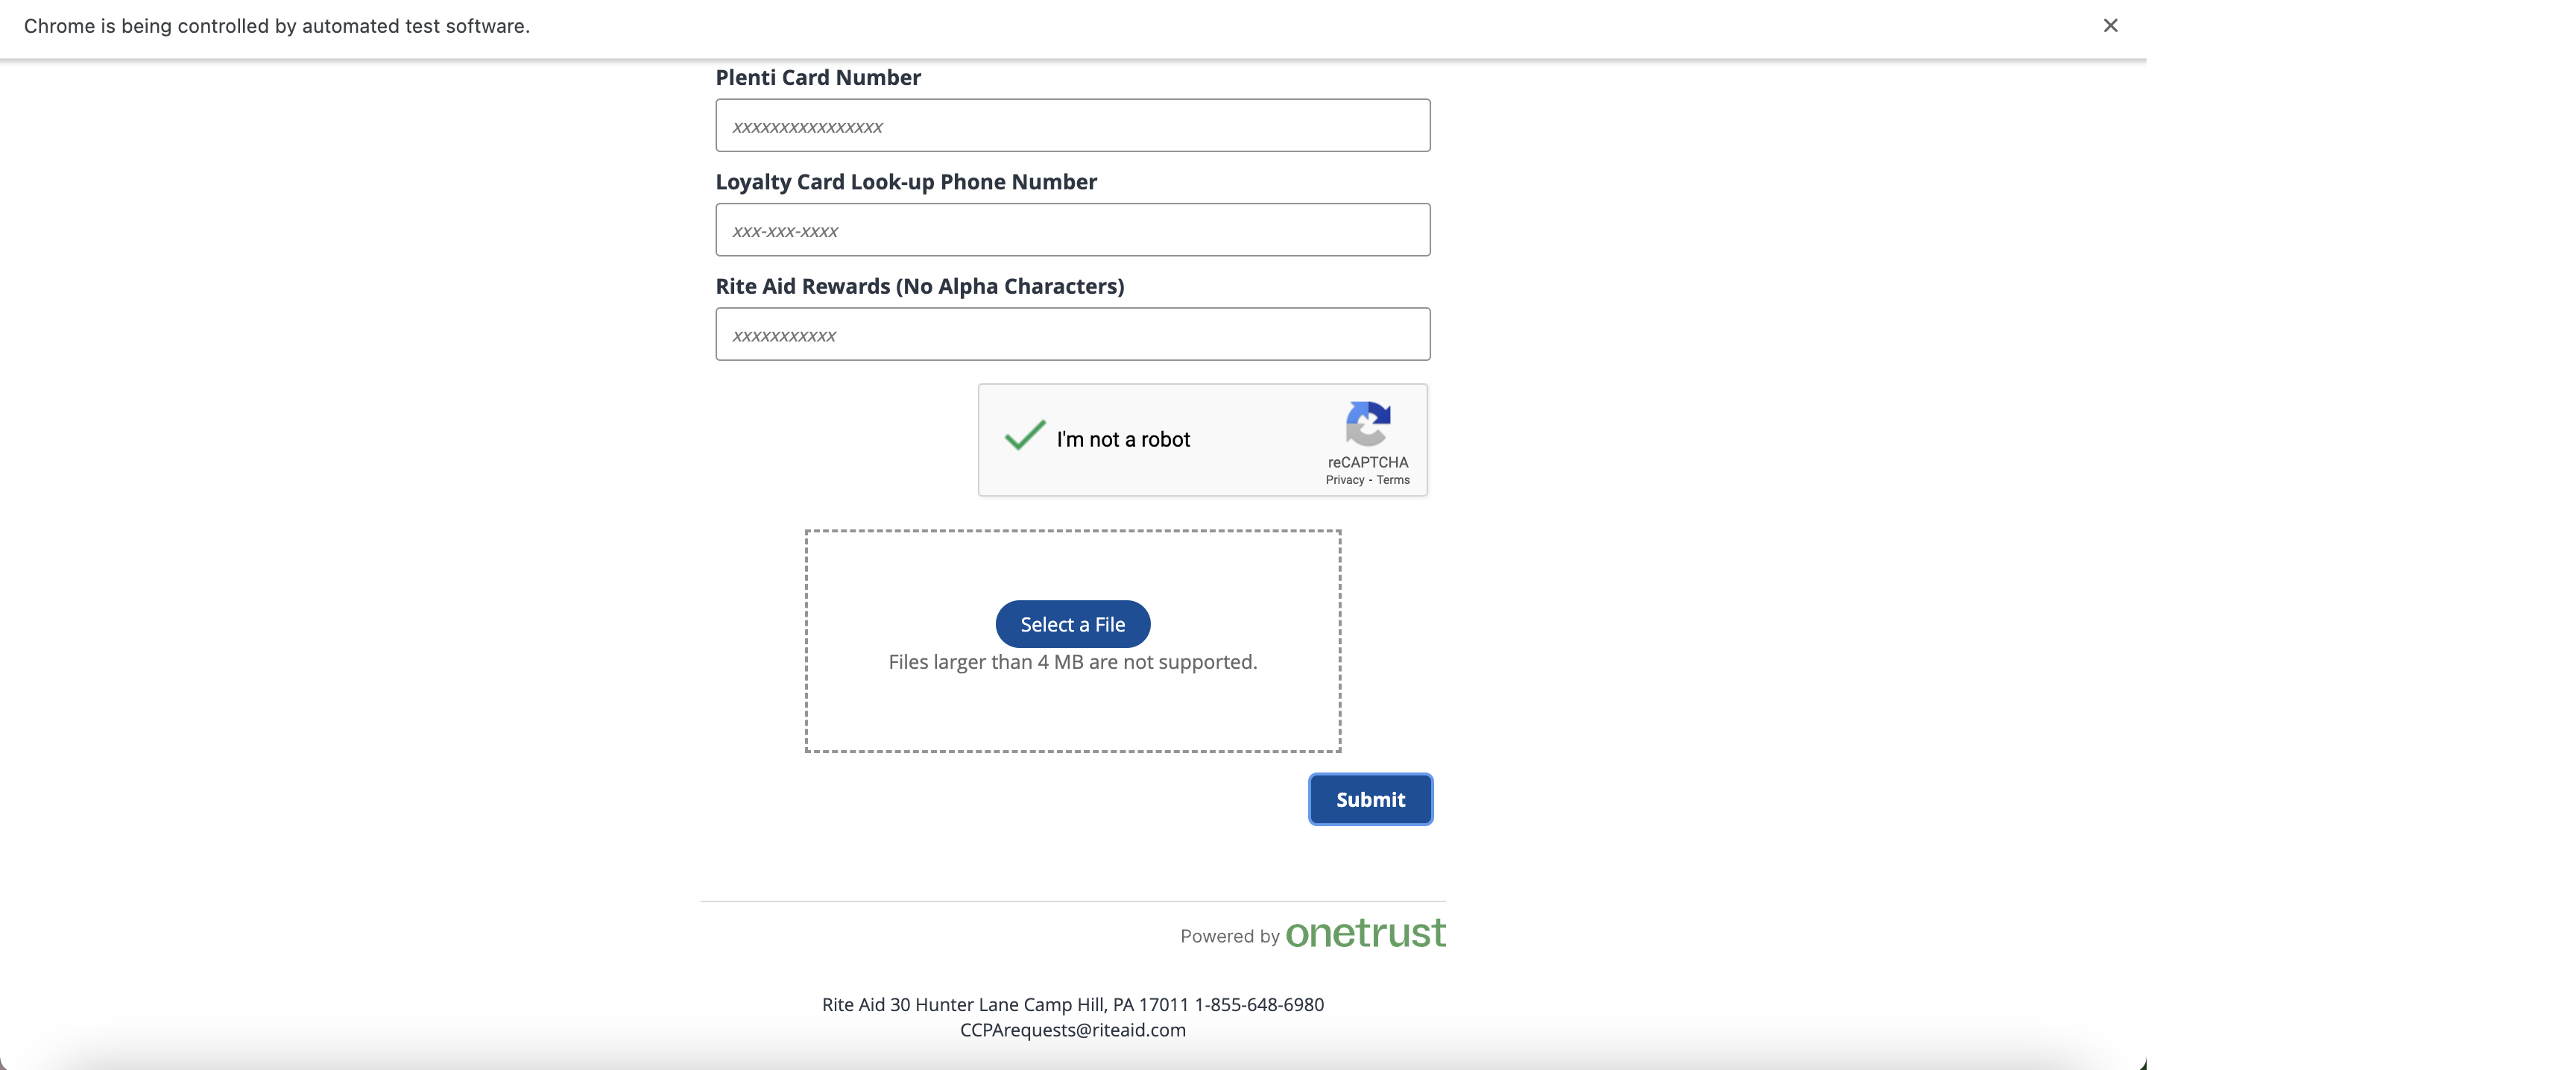 Chrome is being controlled by automated test software.
Plenti Card Number
xxxxxxxxxxxxxxxx
Loyalty Card Look-up Phone Number
xxx-xxx-xxxx
Rite Aid Rewards (No Alpha Characters)
xxxxxxxxxxx
I'm not a robot
reCAPTCHA
Privacy - Terms
Select a File
Files larger than 4 MB are not supported.
Submit
Powered by onetrust
Rite Aid 30 Hunter Lane Camp Hill, PA 17011 1-855-648-6980
CCPArequests@riteaid.com